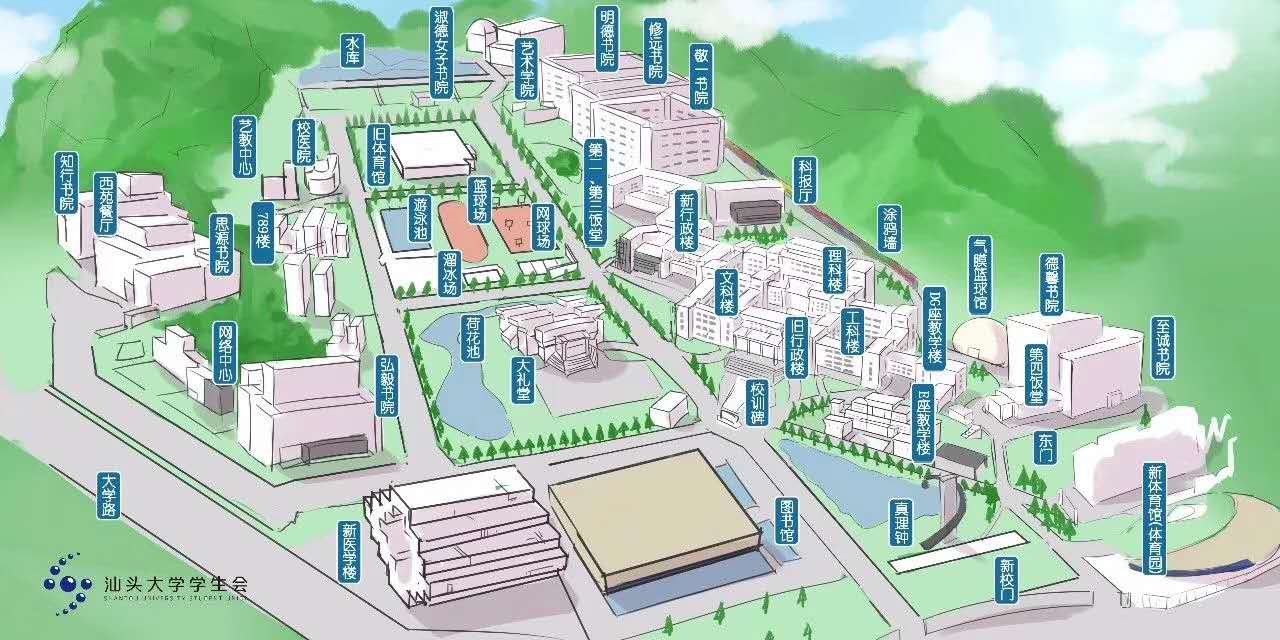 水库
淑德女子书院
艺术学院
明德书院
修远书院
敬一书院
知行书院
西苑餐厅
艺教中心
校医院
旧体育馆
第二、第三饭堂
科报厅
思源书院
789楼
游泳池
篮球场
网球场
溜冰场
新行政楼
涂鸦墙
文科楼
理科楼
气膜篮球馆
德馨书院
网络中心
弘毅书院
荷花池
大礼堂
校训碑
旧行政楼
工科楼
DG座教学楼
E座教学楼
第四饭堂
至诚书院
大学路
新医学楼
图书馆
真理钟
东门
新校门
新体育馆(体育园)
汕头大学学生会
SHANTOU UNIVERSITY STUDENT UNION